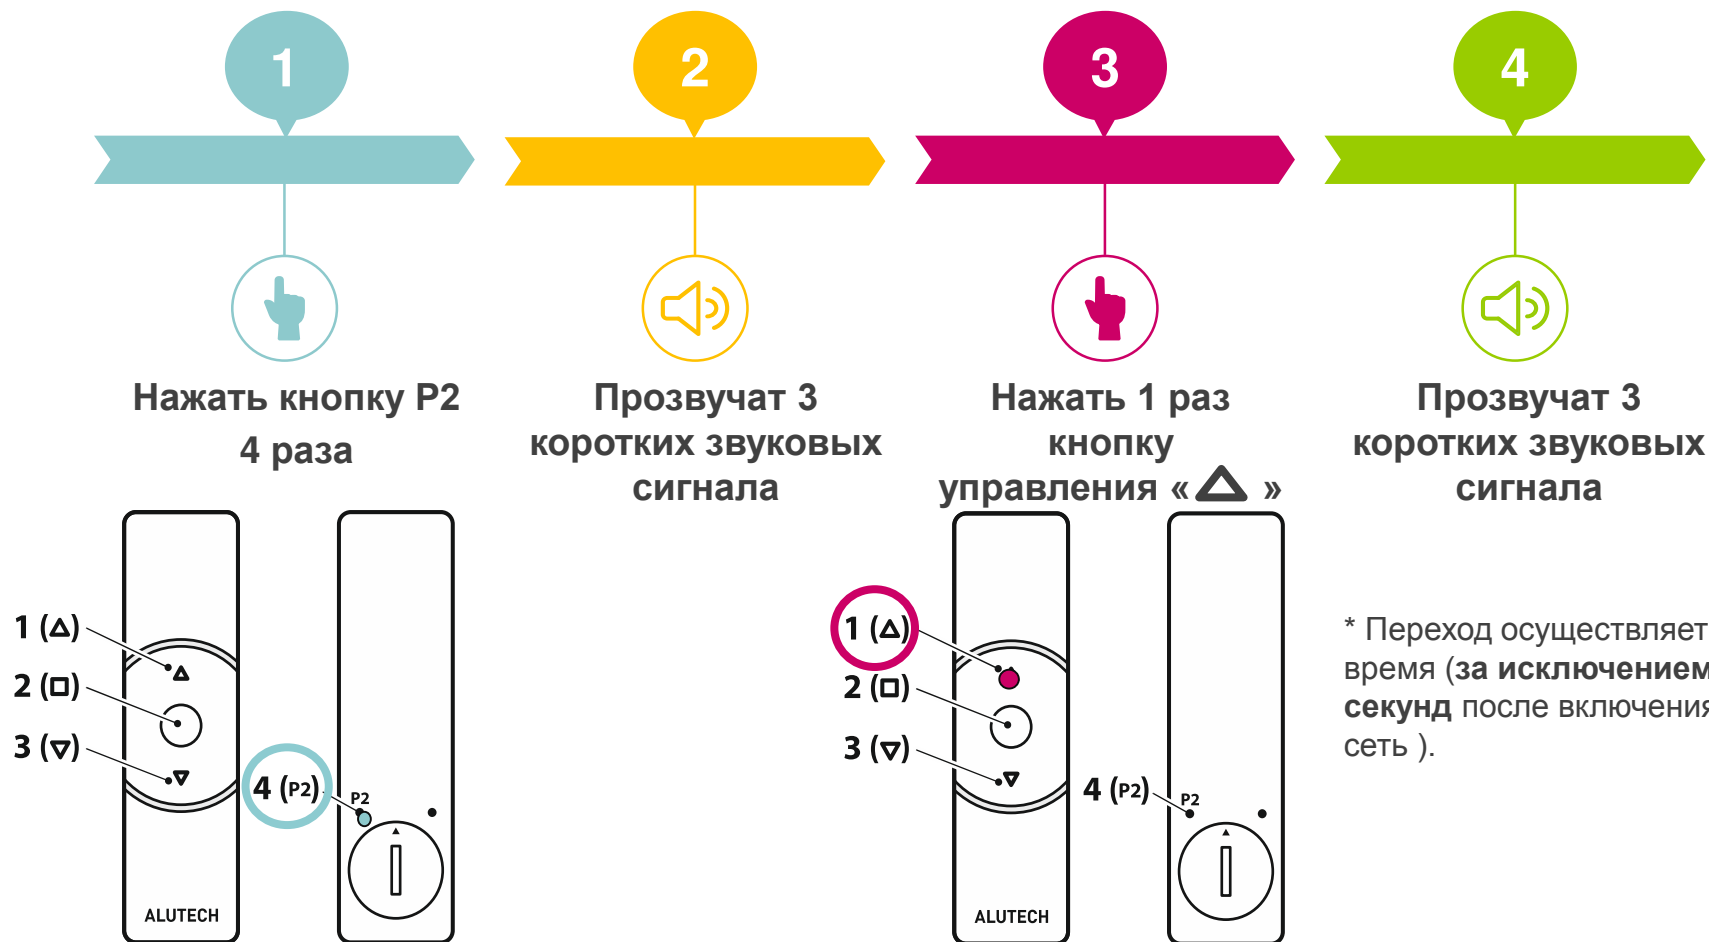 1
2
3
4
Нажать кнопку P2
4 раза
Прозвучат 3
коротких звуковых
сигнала
Нажать 1 раз
кнопку
управления « △ »
Прозвучат 3
коротких звуковых
сигнала
1 (△)
2 (□)
3 (▽)
4 (P2)
P2
ALUTECH
1 (△)
2 (□)
3 (▽)
4 (P2)
P2
ALUTECH
* Переход осуществляет
время (за исключением
секунд после включения
сеть ).